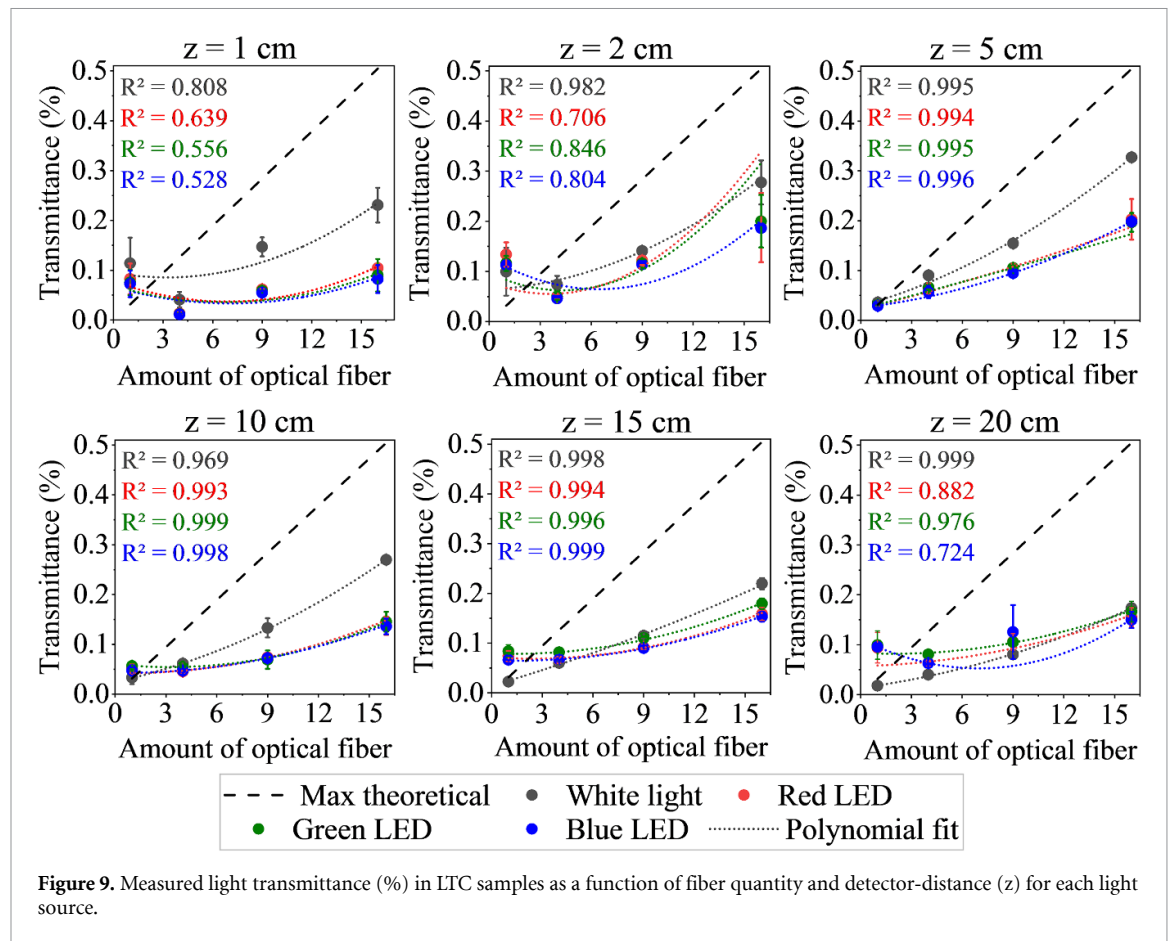 z = 1 cm
R² = 0.808
R² = 0.639
R² = 0.556
R² = 0.528
Transmittance (%)
0.5
0.4
0.3
0.2
0.1
0.0
0 3 6 9 12 15
Amount of optical fiber
z = 2 cm
R² = 0.982
R² = 0.706
R² = 0.846
R² = 0.804
Transmittance (%)
0.5
0.4
0.3
0.2
0.1
0.0
0 3 6 9 12 15
Amount of optical fiber
z = 5 cm
R² = 0.995
R² = 0.994
R² = 0.995
R² = 0.996
Transmittance (%)
0.5
0.4
0.3
0.2
0.1
0.0
0 3 6 9 12 15
Amount of optical fiber
z = 10 cm
R² = 0.969
R² = 0.993
R² = 0.999
R² = 0.998
Transmittance (%)
0.5
0.4
0.3
0.2
0.1
0.0
0 3 6 9 12 15
Amount of optical fiber
z = 15 cm
R² = 0.998
R² = 0.994
R² = 0.996
R² = 0.999
Transmittance (%)
0.5
0.4
0.3
0.2
0.1
0.0
0 3 6 9 12 15
Amount of optical fiber
z = 20 cm
R² = 0.999
R² = 0.882
R² = 0.976
R² = 0.724
Transmittance (%)
0.5
0.4
0.3
0.2
0.1
0.0
0 3 6 9 12 15
Amount of optical fiber
Max theoretical White light Red LED
Green LED Blue LED Polynomial fit
Figure 9. Measured light transmittance (%) in LTC samples as a function of fiber quantity and detector-distance (z) for each light
source.